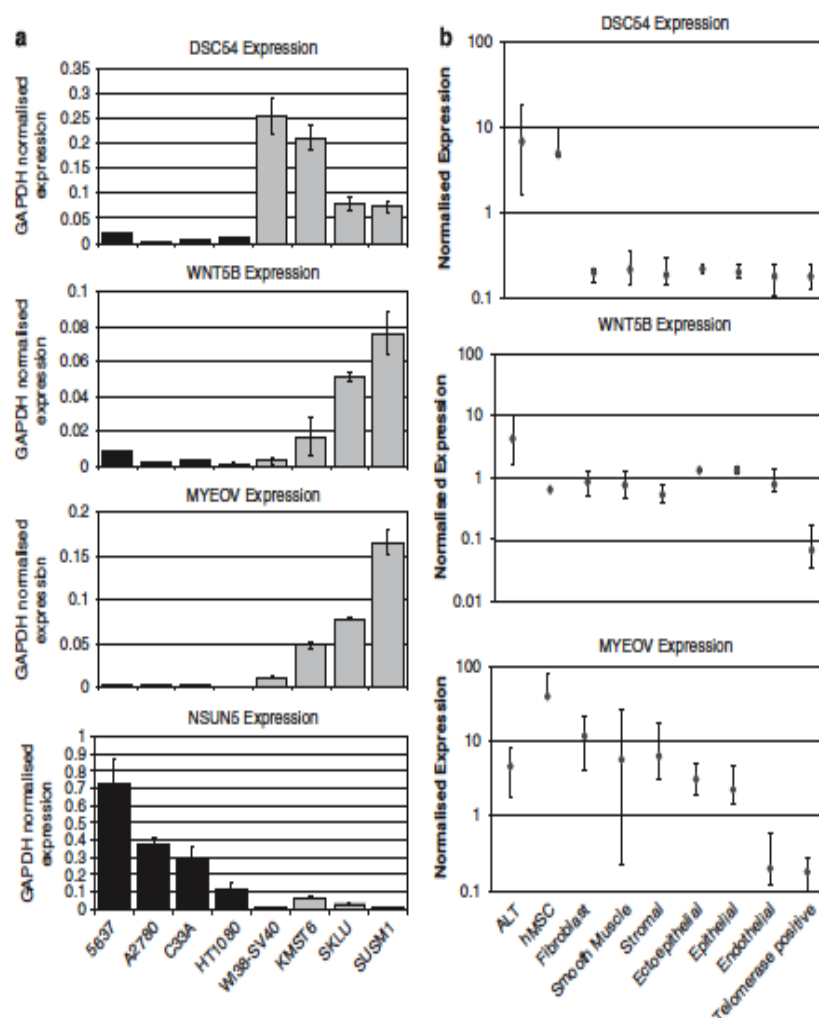 a
DSC54 Expression
GAPDH normalised
expression
0.35
0.3
0.25
0.2
0.15
0.1
0.05
0
WNT5B Expression
GAPDH normalised
expression
0.1
0.08
0.06
0.04
0.02
0
MYEOV Expression
GAPDH normalised
expression
0.2
0.15
0.1
0.05
0
NSUN5 Expression
GAPDH normalised
expression
1
0.9
0.8
0.7
0.6
0.5
0.4
0.3
0.2
0.1
0
5637
A2780
C33A
HT1080
WI38-SV40
KMST6
SKLU
SUSM1
b
DSC54 Expression
Normalised Expression
100
10
1
0.1
WNT5B Expression
Normalised Expression
100
10
1
0.1
0.01
MYEOV Expression
Normalised Expression
100
10
1
0.1
ALT
hMSC
Fibroblast
Smooth Muscle
Stromal
Ectoepithelial
Epithelial
Endothelial
Telomerase positive